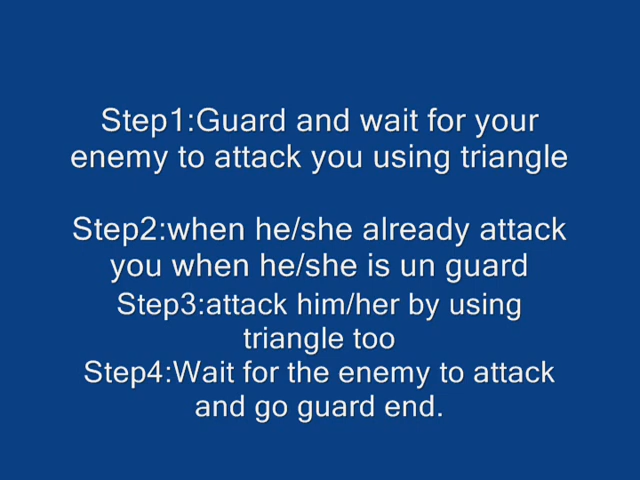 Step1:Guard and wait for your
enemy to attack you using triangle
Step2:when he/she already attack
you when he/she is un guard
Step3:attack him/her by using
triangle too
Step4:Wait for the enemy to attack
and go guard end.